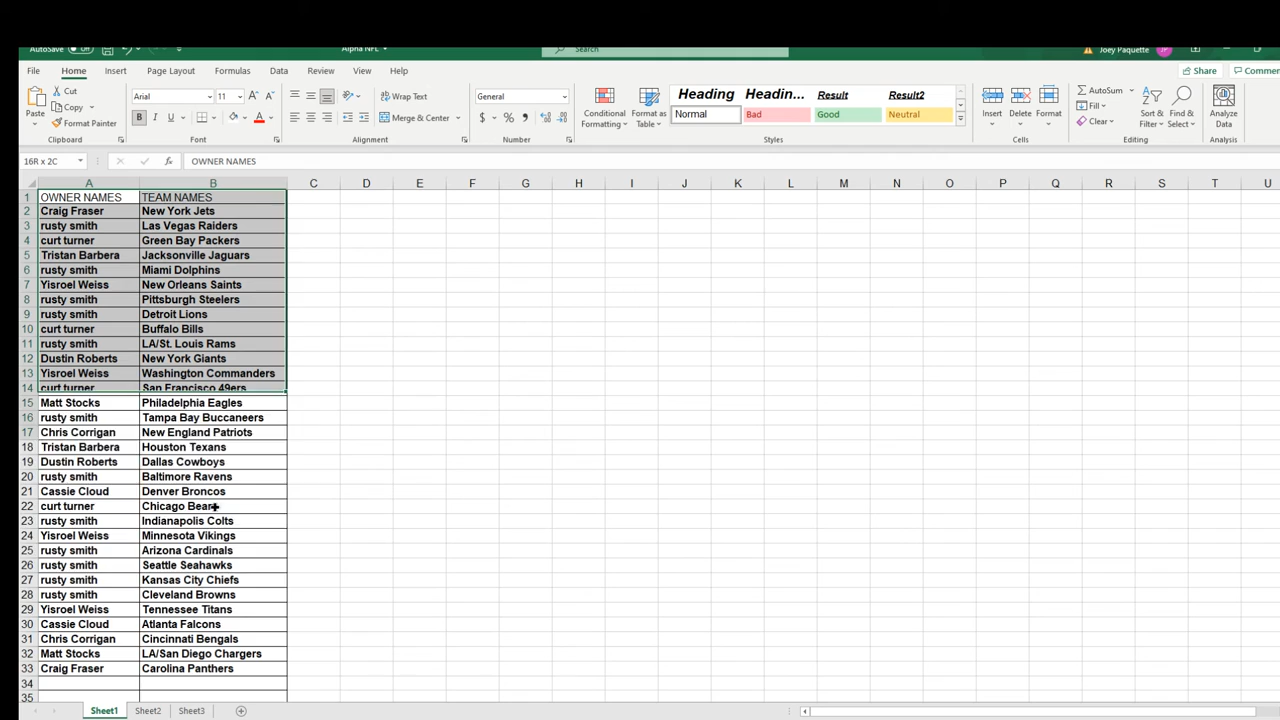 AutoSave Off Alpha NFL Search Joey Paquette JP
File Home Insert Page Layout Formulas Data Review View Help Share Commen
Paste Cut Copy Format Painter Clipboard
Arial 11 B I U Font
Wrap Text Merge & Center Alignment
General $ % Number
Conditional Formatting Format as Table
Heading Headin... Result Result2
Normal Bad Good Neutral Styles
Insert Delete Format Cells
AutoSum Fill Clear Sort & Filter Find & Select Editing
Analyze Data Analysis
16R x 2C fx OWNER NAMES
A B C D E F G H I J K L M N O P Q R S T U
1 OWNER NAMES TEAM NAMES
2 Craig Fraser New York Jets
3 rusty smith Las Vegas Raiders
4 curt turner Green Bay Packers
5 Tristan Barbera Jacksonville Jaguars
6 rusty smith Miami Dolphins
7 Yisroel Weiss New Orleans Saints
8 rusty smith Pittsburgh Steelers
9 rusty smith Detroit Lions
10 curt turner Buffalo Bills
11 rusty smith LA/St. Louis Rams
12 Dustin Roberts New York Giants
13 Yisroel Weiss Washington Commanders
14 curt turner San Francisco 49ers
15 Matt Stocks Philadelphia Eagles
16 rusty smith Tampa Bay Buccaneers
17 Chris Corrigan New England Patriots
18 Tristan Barbera Houston Texans
19 Dustin Roberts Dallas Cowboys
20 rusty smith Baltimore Ravens
21 Cassie Cloud Denver Broncos
22 curt turner Chicago Bears
23 rusty smith Indianapolis Colts
24 Yisroel Weiss Minnesota Vikings
25 rusty smith Arizona Cardinals
26 rusty smith Seattle Seahawks
27 rusty smith Kansas City Chiefs
28 rusty smith Cleveland Browns
29 Yisroel Weiss Tennessee Titans
30 Cassie Cloud Atlanta Falcons
31 Chris Corrigan Cincinnati Bengals
32 Matt Stocks LA/San Diego Chargers
33 Craig Fraser Carolina Panthers
34
35
Sheet1 Sheet2 Sheet3